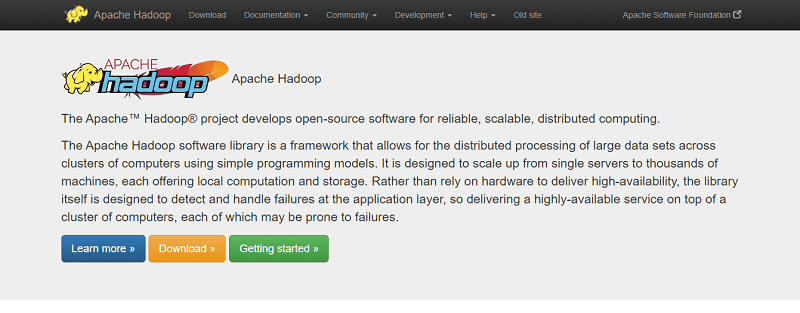 Apache Hadoop Download Documentation Community Development Help Old site Apache Software Foundation
APACHE
hadoop
Apache Hadoop
The Apache™ Hadoop® project develops open-source software for reliable, scalable, distributed computing.
The Apache Hadoop software library is a framework that allows for the distributed processing of large data sets across
clusters of computers using simple programming models. It is designed to scale up from single servers to thousands of
machines, each offering local computation and storage. Rather than rely on hardware to deliver high-availability, the library
itself is designed to detect and handle failures at the application layer, so delivering a highly-available service on top of a
cluster of computers, each of which may be prone to failures.
Learn more » Download » Getting started »